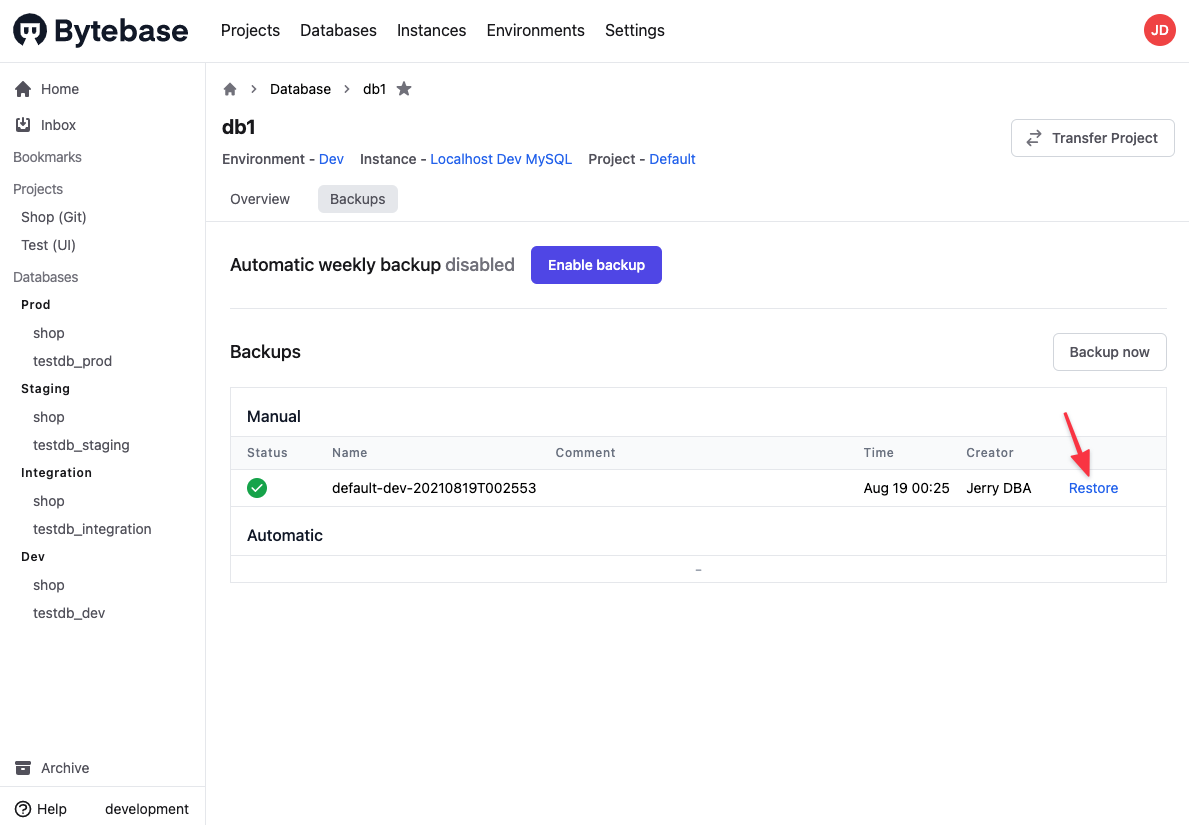 Bytebase Projects Databases Instances Environments Settings JD
Home
Inbox
Bookmarks
Projects
Shop (Git)
Test (UI)
Databases
Prod
shop
testdb_prod
Staging
shop
testdb_staging
Integration
shop
testdb_integration
Dev
shop
testdb_dev
Archive
Help development
Database db1
db1
Environment - Dev Instance - Localhost Dev MySQL Project - Default
Transfer Project
Overview Backups
Automatic weekly backup disabled Enable backup
Backups Backup now
Manual
Status Name Comment Time Creator
default-dev-20210819T002553 Aug 19 00:25 Jerry DBA Restore
Automatic
–